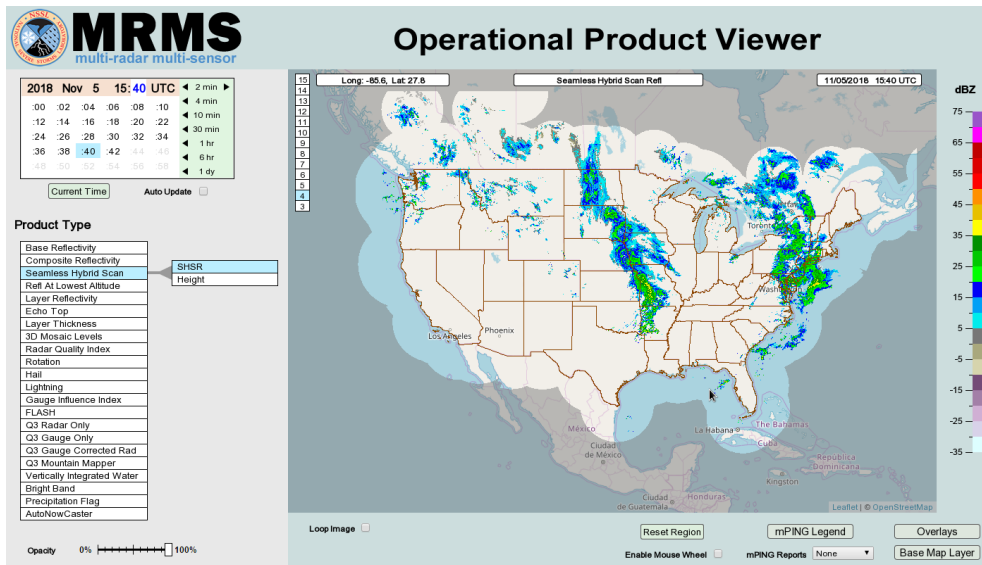 MRMS
multi-radar multi-sensor
Operational Product Viewer
2018 Nov 5 15:40 UTC
2 min
4 min
10 min
30 min
1 hr
6 hr
1 dy
:00 :02 :04 :06 :08 :10
:12 :14 :16 :18 :20 :22
:24 :26 :28 :30 :32 :34
:36 :38 :40 :42 44 46
48 50 52 54 56 58
Current Time
Auto Update
Product Type
Base Reflectivity
Composite Reflectivity
Seamless Hybrid Scan
Refl At Lowest Altitude
Layer Reflectivity
Echo Top
Layer Thickness
3D Mosaic Levels
Radar Quality Index
Rotation
Hail
Lightning
Gauge Influence Index
FLASH
Q3 Radar Only
Q3 Gauge Only
Q3 Gauge Corrected Rad
Q3 Mountain Mapper
Vertically Integrated Water
Bright Band
Precipitation Flag
AutoNowCaster
SHSR
Height
Opacity 0% 100%
15
14
13
12
11
10
9
8
7
6
5
4
3
Long: -85.6, Lat: 27.8
Seamless Hybrid Scan Refl
11/05/2018 15:40 UTC
Toront
Wash
Los Angeles
Phoenix
México
Ciudad
de México
La Habana
The Bahamas
Cuba
Republica
Dominicana
Kingston
Ciudad
de Guatemala
Honduras
Leaflet | © OpenStreetMap
dBZ
75
65
55
45
35
25
15
5
-5
-15
-25
-35
Loop Image
Reset Region
mPING Legend
Overlays
Enable Mouse Wheel
mPING Reports
None
Base Map Layer